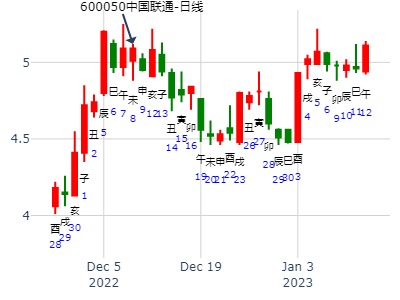 600050中国联通-日线
5
4.5
4
酉
28
戌
29
亥
30
子
1
丑
2
辰
5
巳
6
午
7
未
8
申
9
亥
12
子
13
丑
14
寅
15
卯
16
午
19
未
20
申
21
酉
22
戌
23
丑
26
寅
27
卯
28
辰
29
巳
30
酉
3
戌
4
亥
5
子
6
卯
9
辰
10
巳
11
午
12
Dec 5
2022
Dec 19
Jan 3
2023